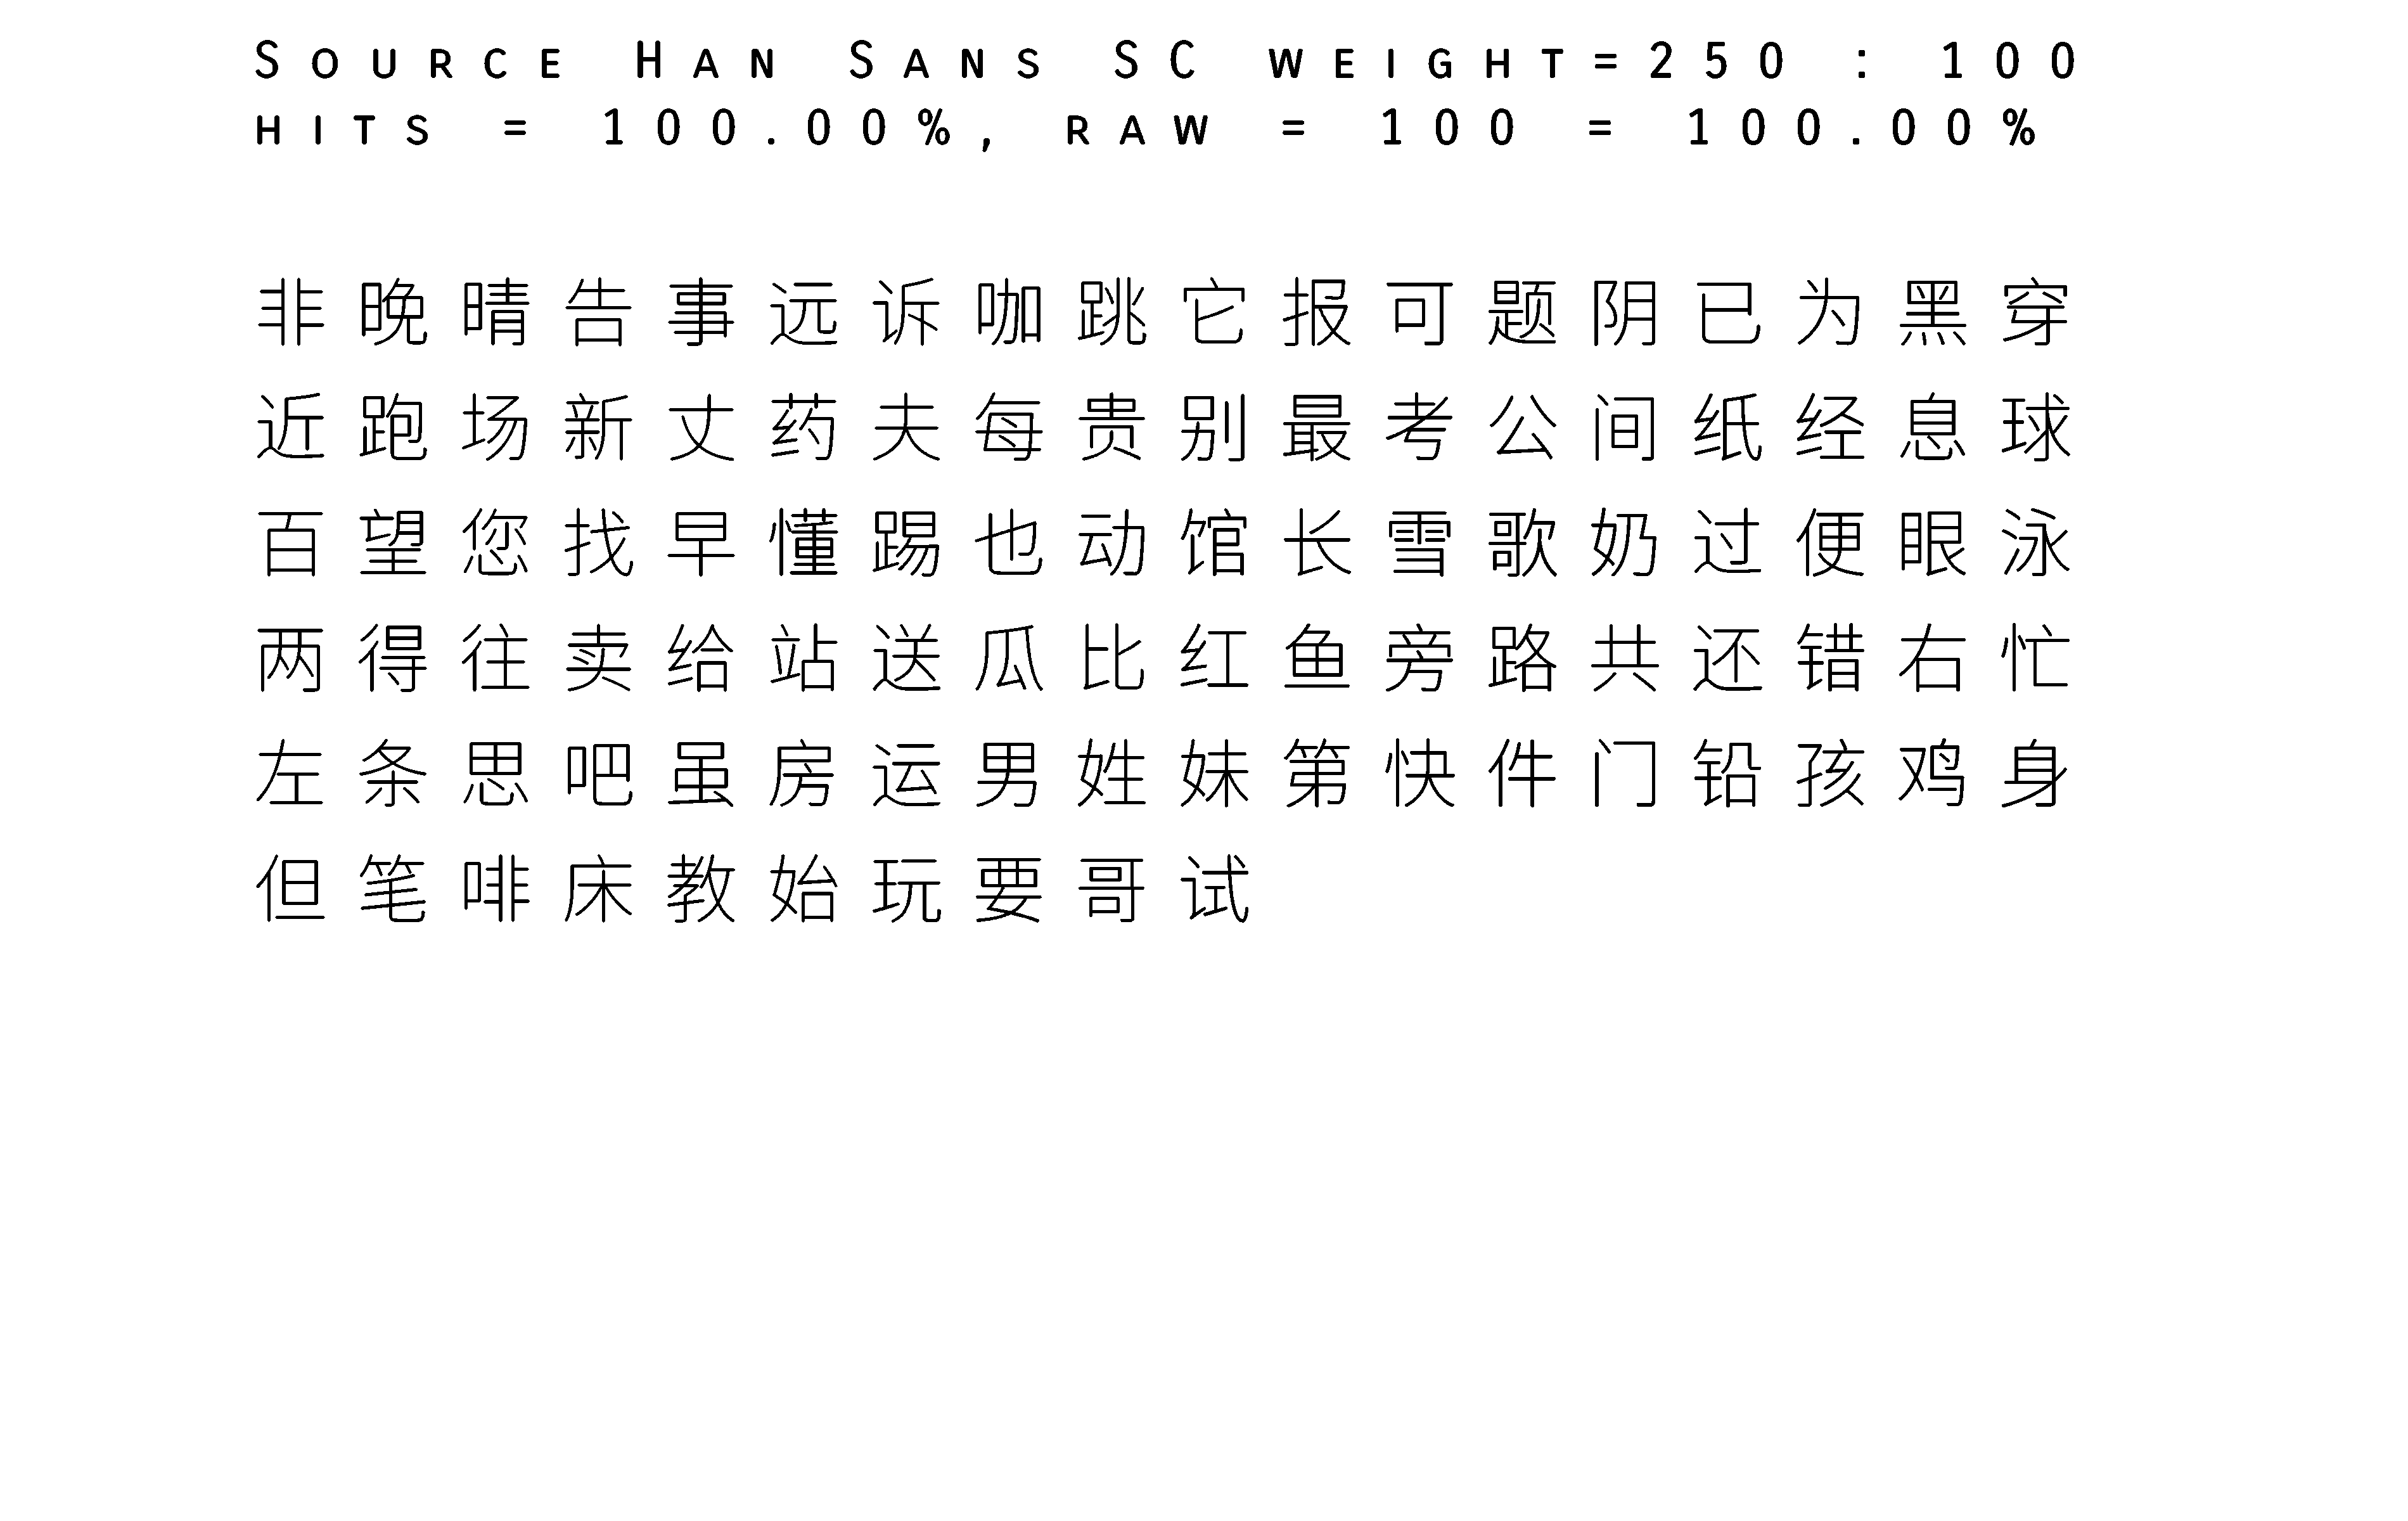 Source Han Sans SC weight=250 : 100
hits = 100.00%, raw = 100 = 100.00%
非晚晴告事远诉咖跳它报可题阴已为黑穿
近跑场新丈药夫每贵别最考公间纸经息球
百望您找早懂踢也动馆长雪歌奶过便眼泳
两得往卖给站送瓜比红鱼旁路共还错右忙
左条思吧虽房运男姓妹第快件门铅孩鸡身
但笔啡床教始玩要哥试